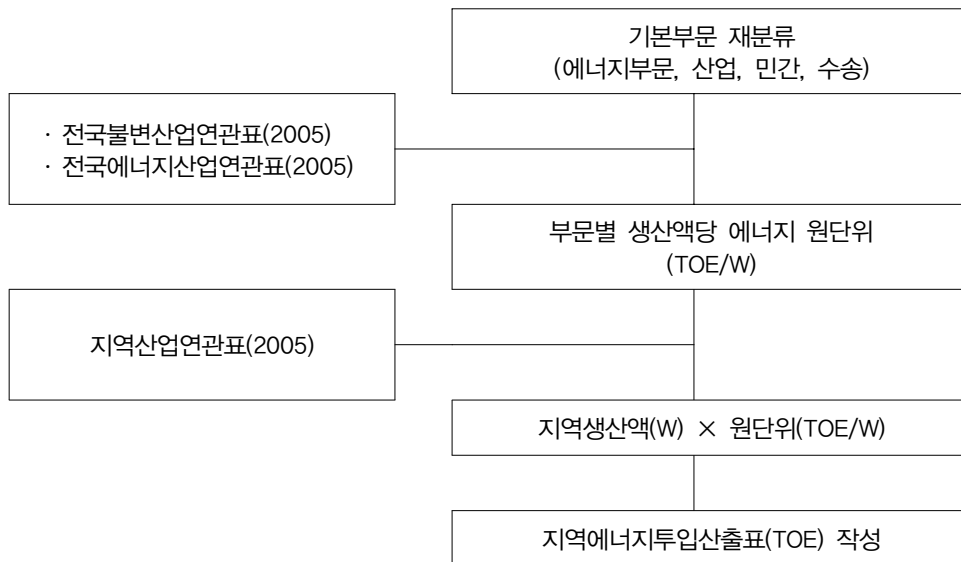 기본부문 재분류
(에너지부문, 산업, 민간, 수송)
· 전국불변산업연관표(2005)
· 전국에너지산업연관표(2005)
부문별 생산액당 에너지 원단위
(TOE/W)
지역산업연관표(2005)
지역생산액(W) × 원단위(TOE/W)
지역에너지투입산출표(TOE) 작성